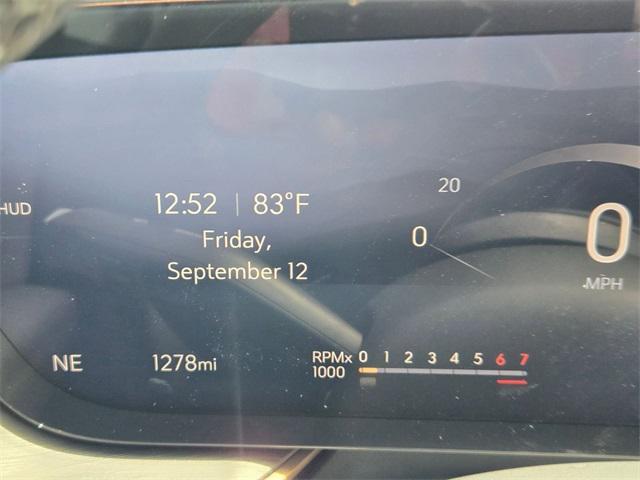 HUD
12:52 | 83°F
Friday,
September 12
20
0
0
MPH
NE
1278mi
RPMx
1000
0 1 2 3 4 5 6 7